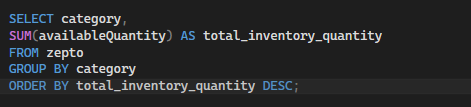 SELECT category,
SUM(availableQuantity) AS total_inventory_quantity
FROM zepto
GROUP BY category
ORDER BY total_inventory_quantity DESC;